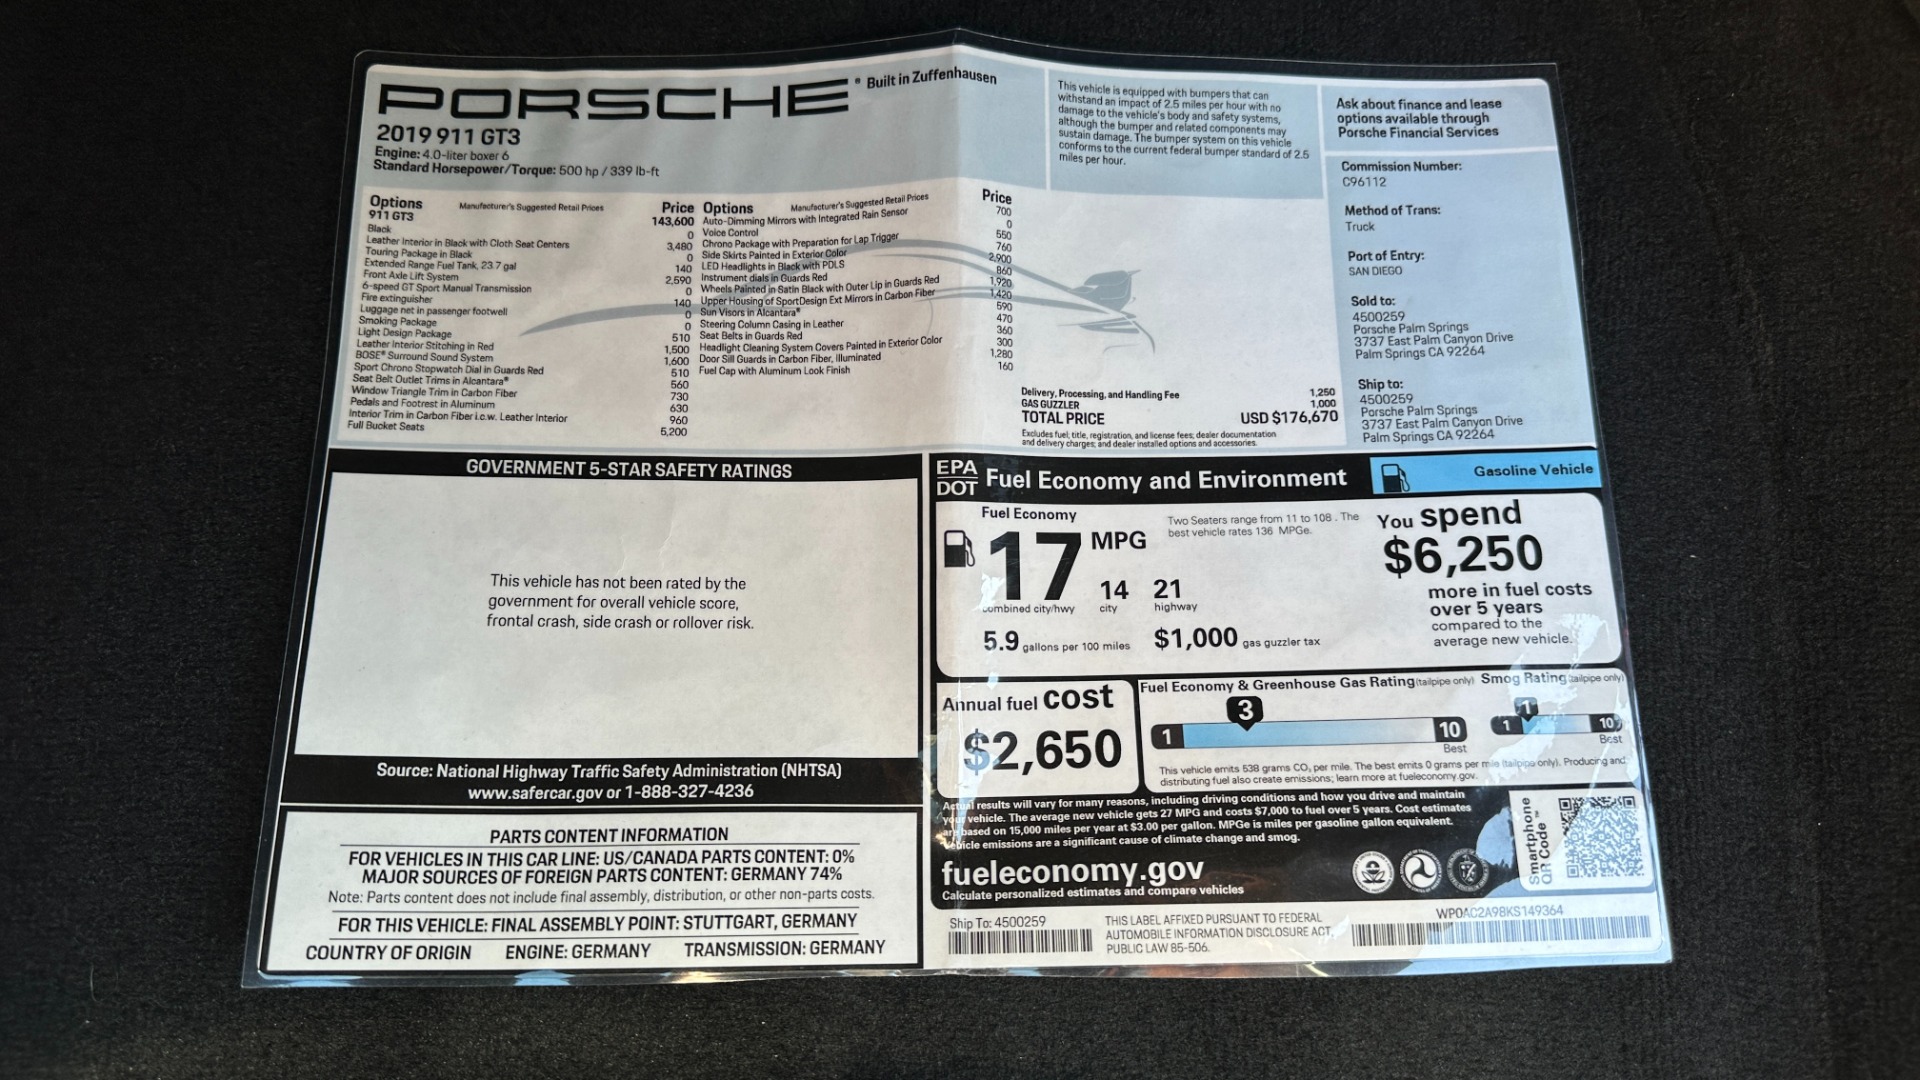 PORSCHE® Built in Zuffenhausen
2019 911 GT3
Engine: 4.0-liter boxer 6
Standard Horsepower/Torque: 500 hp / 339 lb-ft
Options Manufacturer's Suggested Retail Prices Price
911 GT3 143,600
Black 0
Leather Interior in Black with Cloth Seat Centers 3,480
Touring Package in Black 0
Extended Range Fuel Tank, 23.7 gal 140
Front Axle Lift System 2,590
6-speed GT Sport Manual Transmission 0
Fire extinguisher 140
Luggage net in passenger footwell 0
Smoking Package 0
Light Design Package 510
Leather Interior Stitching in Red 1,500
BOSE® Surround Sound System 1,600
Sport Chrono Stopwatch Dial in Guards Red 510
Seat Belt Outlet Trims in Alcantara® 560
Window Triangle Trim in Carbon Fiber 730
Pedals and Footrest in Aluminum 630
Interior Trim in Carbon Fiber i.c.w. Leather Interior 960
Full Bucket Seats 5,200
Options Manufacturer's Suggested Retail Prices Price
Auto-Dimming Mirrors with Integrated Rain Sensor 700
Voice Control 0
Chrono Package with Preparation for Lap Trigger 550
Side Skirts Painted in Exterior Color 760
LED Headlights in Black with PDLS 2,900
Instrument dials in Guards Red 860
Wheels Painted in Satin Black with Outer Lip in Guards Red 1,920
Upper Housing of SportDesign Ext Mirrors in Carbon Fiber 1,420
Sun Visors in Alcantara® 590
Steering Column Casing in Leather 470
Seat Belts in Guards Red 360
Headlight Cleaning System Covers Painted in Exterior Color 300
Door Sill Guards in Carbon Fiber, Illuminated 1,280
Fuel Cap with Aluminum Look Finish 160
Delivery, Processing, and Handling Fee 1,250
GAS GUZZLER 1,000
TOTAL PRICE USD $176,670
Excludes fuel, title, registration, and license fees; dealer documentation
and delivery charges; and dealer installed options and accessories.
This vehicle is equipped with bumpers that can
withstand an impact of 2.5 miles per hour with no
damage to the vehicle's body and safety systems,
although the bumper and related components may
sustain damage. The bumper system on this vehicle
conforms to the current federal bumper standard of 2.5
miles per hour.
Ask about finance and lease
options available through
Porsche Financial Services
Commission Number:
C96112
Method of Trans:
Truck
Port of Entry:
SAN DIEGO
Sold to:
4500259
Porsche Palm Springs
3737 East Palm Canyon Drive
Palm Springs CA 92264
Ship to:
4500259
Porsche Palm Springs
3737 East Palm Canyon Drive
Palm Springs CA 92264
GOVERNMENT 5-STAR SAFETY RATINGS
This vehicle has not been rated by the
government for overall vehicle score,
frontal crash, side crash or rollover risk.
Source: National Highway Traffic Safety Administration (NHTSA)
www.safercar.gov or 1-888-327-4236
PARTS CONTENT INFORMATION
FOR VEHICLES IN THIS CAR LINE: US/CANADA PARTS CONTENT: 0%
MAJOR SOURCES OF FOREIGN PARTS CONTENT: GERMANY 74%
Note: Parts content does not include final assembly, distribution, or other non-parts costs.
FOR THIS VEHICLE: FINAL ASSEMBLY POINT: STUTTGART, GERMANY
COUNTRY OF ORIGIN ENGINE: GERMANY TRANSMISSION: GERMANY
EPA
DOT Fuel Economy and Environment
Gasoline Vehicle
Fuel Economy
17 MPG
combined city/hwy
14
city
21
highway
Two Seaters range from 11 to 108 . The
best vehicle rates 136 MPGe.
5.9 gallons per 100 miles
$1,000 gas guzzler tax
You spend
$6,250
more in fuel costs
over 5 years
compared to the
average new vehicle.
Annual fuel cost
$2,650
Fuel Economy & Greenhouse Gas Rating (tailpipe only)
3
1 10
Best
Smog Rating (tailpipe only)
1
1 10
Best
This vehicle emits 538 grams CO₂ per mile. The best emits 0 grams per mile (tailpipe only). Producing and
distributing fuel also create emissions; learn more at fueleconomy.gov.
Actual results will vary for many reasons, including driving conditions and how you drive and maintain
your vehicle. The average new vehicle gets 27 MPG and costs $7,000 to fuel over 5 years. Cost estimates
are based on 15,000 miles per year at $3.00 per gallon. MPGe is miles per gasoline gallon equivalent.
Vehicle emissions are a significant cause of climate change and smog.
fueleconomy.gov
Calculate personalized estimates and compare vehicles
Smartphone
QR Code™
Ship To: 4500259
THIS LABEL AFFIXED PURSUANT TO FEDERAL
AUTOMOBILE INFORMATION DISCLOSURE ACT,
PUBLIC LAW 85-506.
WP0AC2A98KS149364